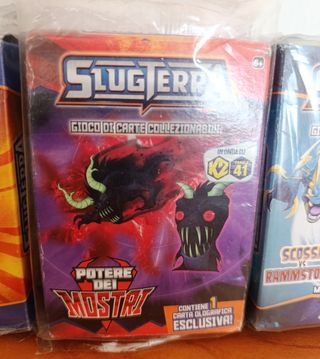 SLUGTERRA
6+
GIOCO DI CARTE COLLEZIONABILE
IN ONDA SU
K2
41
POTERE
DEI
MOSTRI
CONTIENE 1
CARTA OLOGRAFICA
ESCLUSIVA!
SCOSS
VS
RAMMSTO